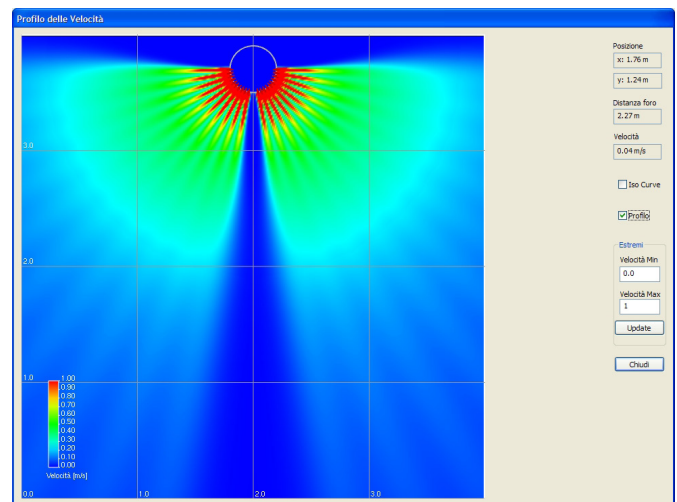 Profilo delle Velocità
Posizione
x: 1.76 m
y: 1.24 m
Distanza foro
2.27 m
Velocità
0.04 m/s
Iso Curve
Profilo
Estremi
Velocità Min
0.0
Velocità Max
1
Update
Chiudi
3.0
2.0
1.0
1.00
0.90
0.80
0.70
0.60
0.50
0.40
0.30
0.20
0.10
0.00
Velocità [m/s]
0.0
1.0
2.0
3.0